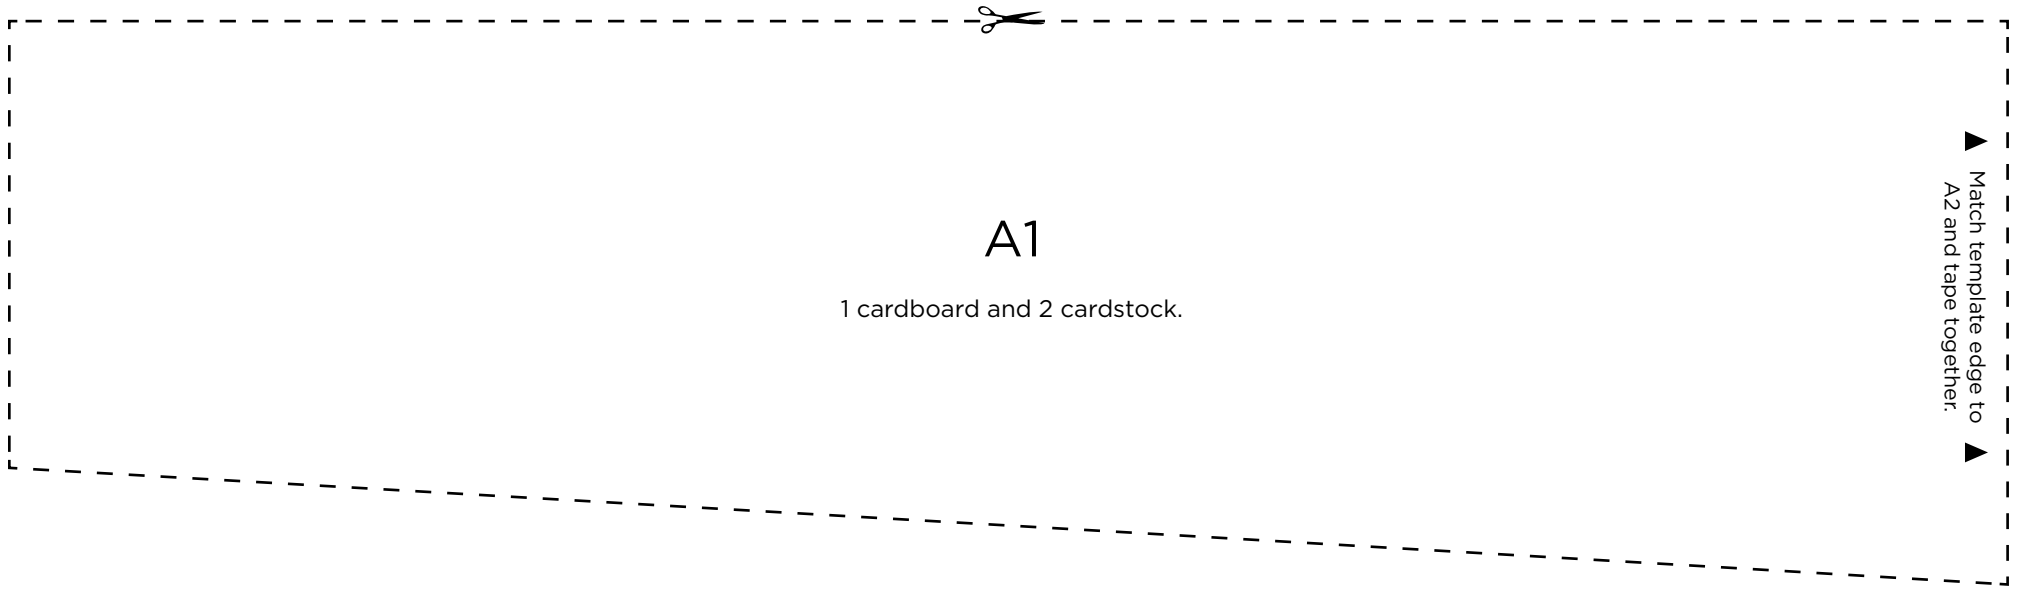 A1
1 cardboard and 2 cardstock.
Match template edge to
A2 and tape together.